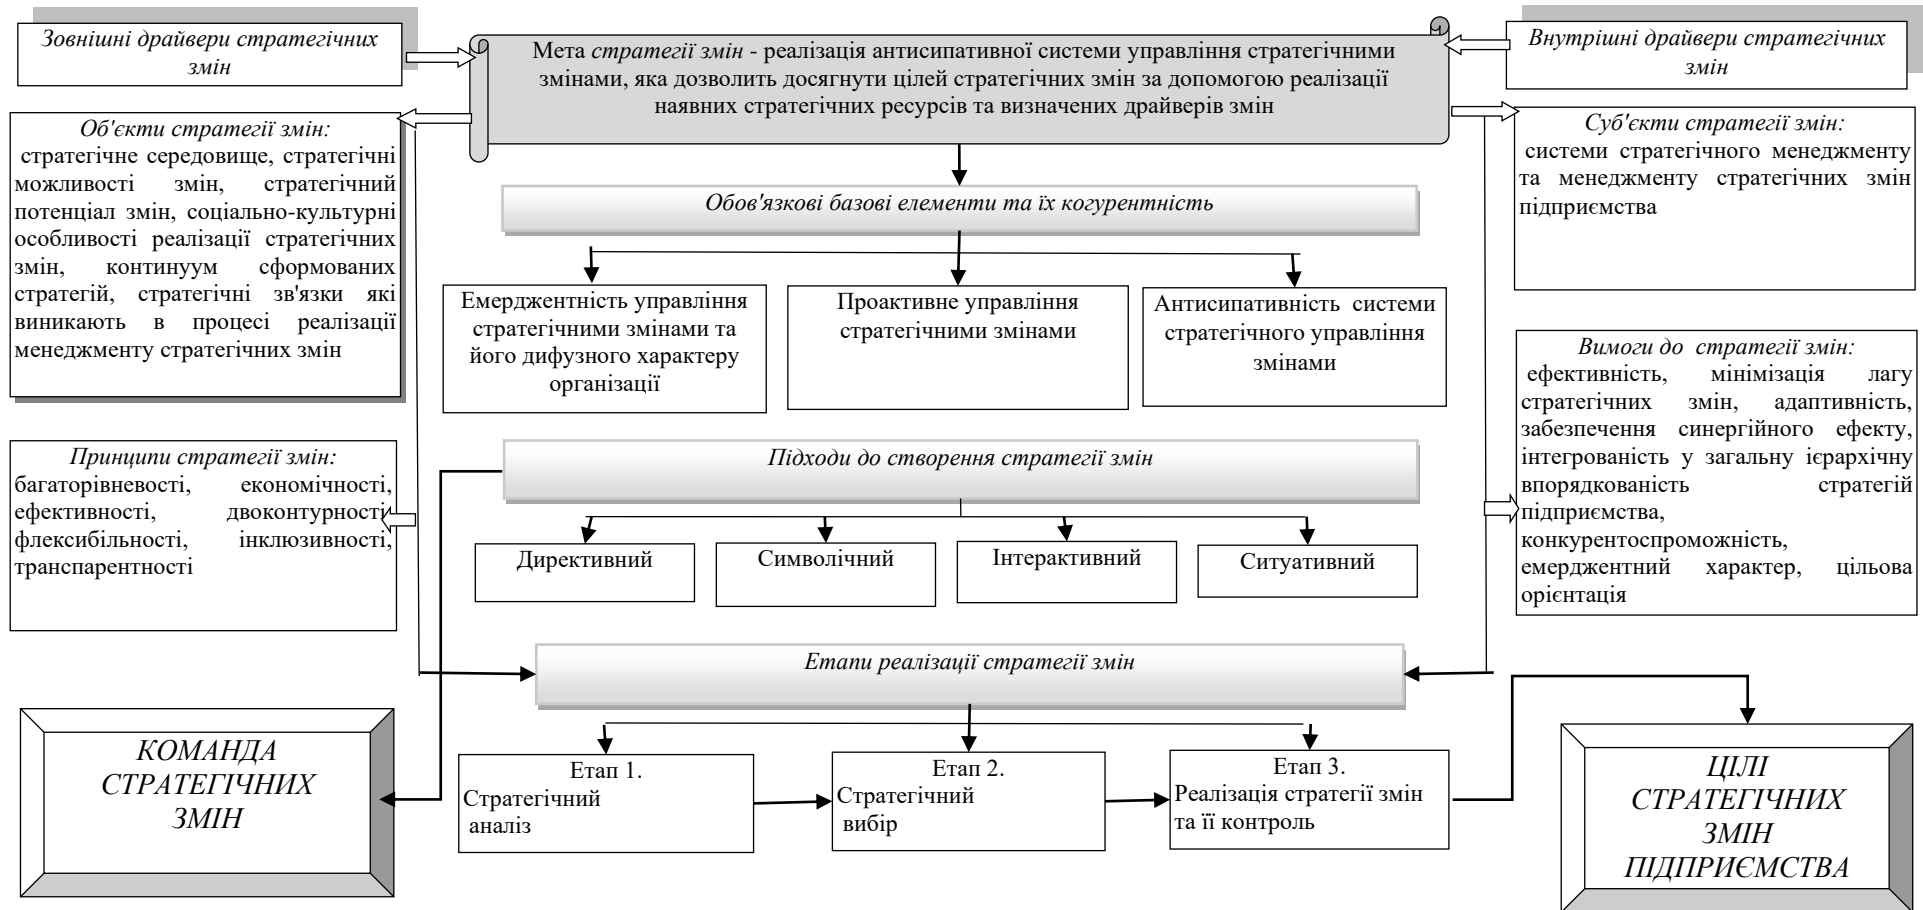 Зовнішні драйвери стратегічних
змін
Мета стратегії змін - реалізація антисипативної системи управління стратегічними
змінами, яка дозволить досягнути цілей стратегічних змін за допомогою реалізації
наявних стратегічних ресурсів та визначених драйверів змін
Внутрішні драйвери стратегічних
змін
Об'єкти стратегії змін:
стратегічне середовище, стратегічні
можливості змін, стратегічний
потенціал змін, соціально-культурні
особливості реалізації стратегічних
змін, континуум сформованих
стратегій, стратегічні зв'язки які
виникають в процесі реалізації
менеджменту стратегічних змін
Суб'єкти стратегії змін:
системи стратегічного менеджменту
та менеджменту стратегічних змін
підприємства
Обов'язкові базові елементи та їх когурентність
Емерджентність управління
стратегічними змінами та
його дифузного характеру
організації
Проактивне управління
стратегічними змінами
Антисипативність системи
стратегічного управління
змінами
Вимоги до стратегії змін:
ефективність, мінімізація лагу
стратегічних змін, адаптивність,
забезпечення синергійного ефекту,
інтегрованість у загальну ієрархічну
впорядкованість стратегій
підприємства,
конкурентоспроможність,
емерджентний характер, цільова
орієнтація
Принципи стратегії змін:
багаторівневості, економічності,
ефективності, двоконтурності,
флексибільності, інклюзивності,
транспарентності
Підходи до створення стратегії змін
Директивний
Символічний
Інтерактивний
Ситуативний
Етапи реалізації стратегії змін
КОМАНДА
СТРАТЕГІЧНИХ
ЗМІН
Етап 1.
Стратегічний
аналіз
Етап 2.
Стратегічний
вибір
Етап 3.
Реалізація стратегії змін
та її контроль
ЦІЛІ
СТРАТЕГІЧНИХ
ЗМІН
ПІДПРИЄМСТВА